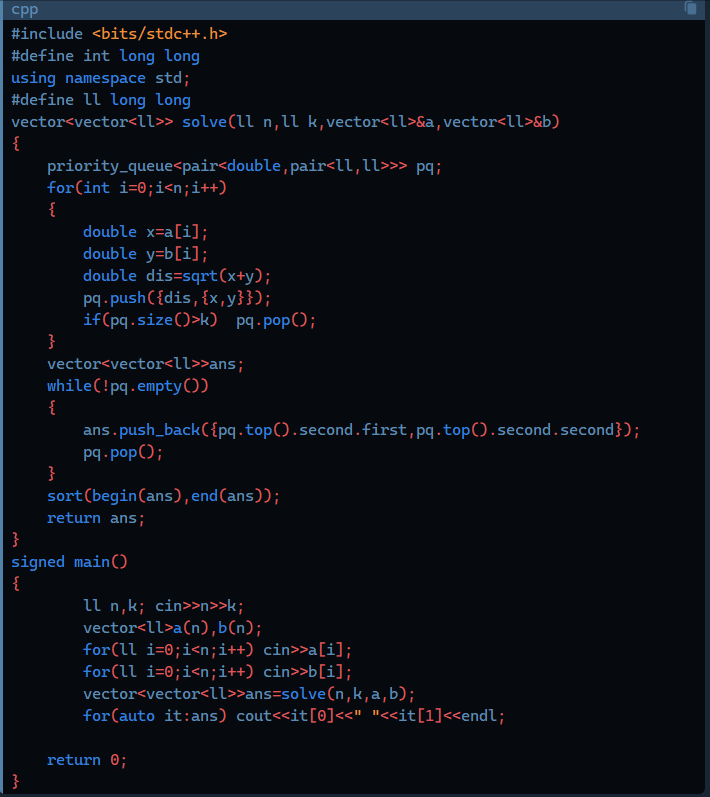 cpp
#include <bits/stdc++.h>
#define int long long
using namespace std;
#define ll long long
vector<vector<ll>> solve(ll n,ll k,vector<ll>&a,vector<ll>&b)
{
    priority_queue<pair<double,pair<ll,ll>>> pq;
    for(int i=0;i<n;i++)
    {
        double x=a[i];
        double y=b[i];
        double dis=sqrt(x+y);
        pq.push({dis,{x,y}});
        if(pq.size()>k)  pq.pop();
    }
    vector<vector<ll>>ans;
    while(!pq.empty())
    {
        ans.push_back({pq.top().second.first,pq.top().second.second});
        pq.pop();
    }
    sort(begin(ans),end(ans));
    return ans;
}
signed main()
{
        ll n,k; cin>>n>>k;
        vector<ll>a(n),b(n);
        for(ll i=0;i<n;i++) cin>>a[i];
        for(ll i=0;i<n;i++) cin>>b[i];
        vector<vector<ll>>ans=solve(n,k,a,b);
        for(auto it:ans) cout<<it[0]<<" "<<it[1]<<endl;

    return 0;
}